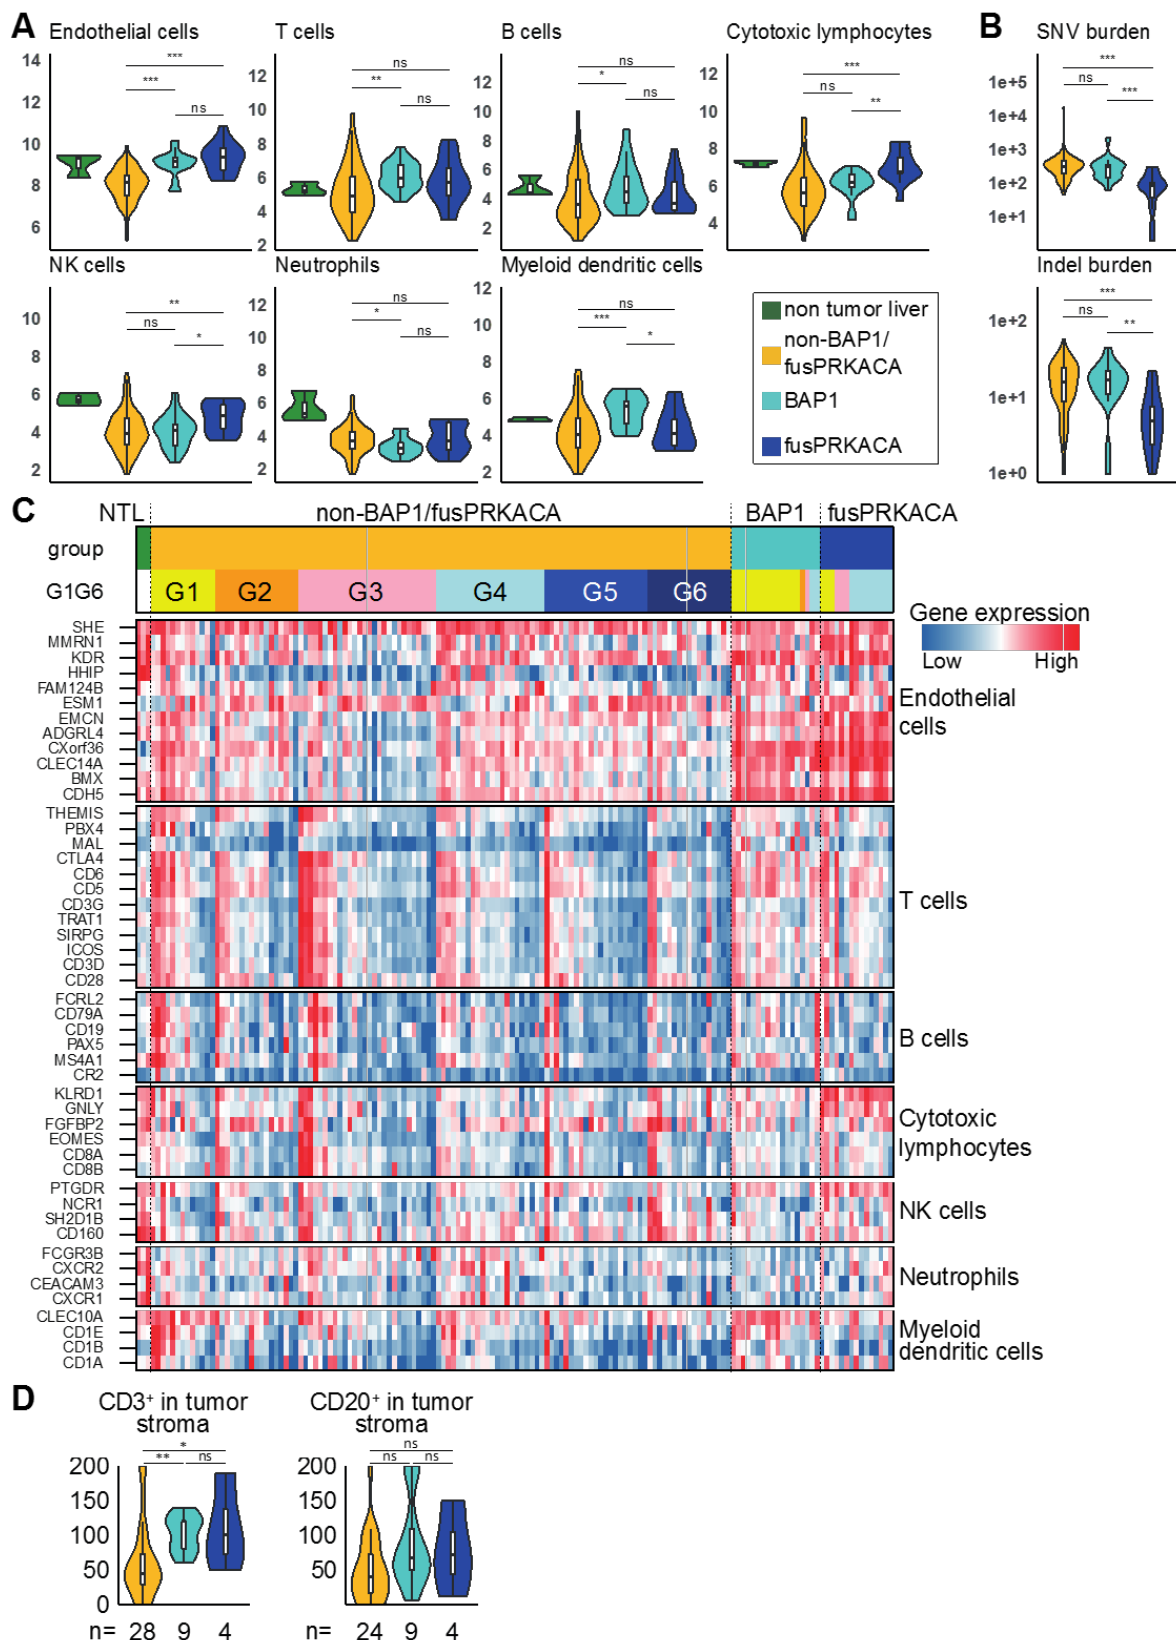 A
Endothelial cells
T cells
B cells
Cytotoxic lymphocytes
B
SNV burden
14
12
10
8
6
***
***
ns
12
10
8
6
4
2
ns
**
ns
12
10
8
6
4
2
ns
*
ns
12
10
8
6
4
***
ns
**
1e+5
1e+4
1e+3
1e+2
1e+1
***
ns
***
NK cells
Neutrophils
Myeloid dendritic cells
Indel burden
10
8
6
4
2
**
ns
*
12
10
8
6
4
2
ns
*
ns
12
10
8
6
4
2
ns
***
*
non tumor liver
non-BAP1/
fusPRKACA
BAP1
fusPRKACA
1e+2
1e+1
1e+0
***
ns
**
C
NTL
non-BAP1/fusPRKACA
BAP1
fusPRKACA
group
G1G6
G1
G2
G3
G4
G5
G6
Gene expression
Low
High
SHE
MMRN1
KDR
HHIP
FAM124B
ESM1
EMCN
ADGRL4
CXorf36
CLEC14A
BMX
CDH5
Endothelial
cells
THEMIS
PBX4
MAL
CTLA4
CD6
CD5
CD3G
TRAT1
SIRPG
ICOS
CD3D
CD28
T cells
FCRL2
CD79A
CD19
PAX5
MS4A1
CR2
B cells
KLRD1
GNLY
FGFBP2
EOMES
CD8A
CD8B
Cytotoxic
lymphocytes
PTGDR
NCR1
SH2D1B
CD160
NK cells
FCGR3B
CXCR2
CEACAM3
CXCR1
Neutrophils
CLEC10A
CD1E
CD1B
CD1A
Myeloid
dendritic cells
D
CD3+ in tumor
stroma
CD20+ in tumor
stroma
200
150
100
50
0
*
**
ns
n= 28 9 4
200
150
100
50
ns
ns
ns
n= 24 9 4